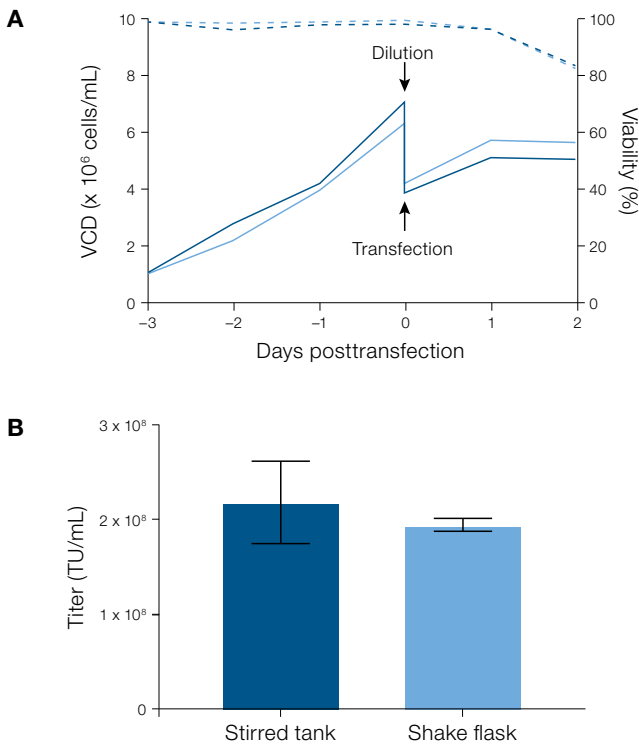 A
VCD (x 10⁶ cells/mL)
10
8
6
4
2
0
100
80
60
40
20
0
Viability (%)
Dilution
Transfection
–3
–2
–1
0
1
2
Days posttransfection
B
Titer (TU/mL)
3 x 10⁸
2 x 10⁸
1 x 10⁸
0
Stirred tank
Shake flask